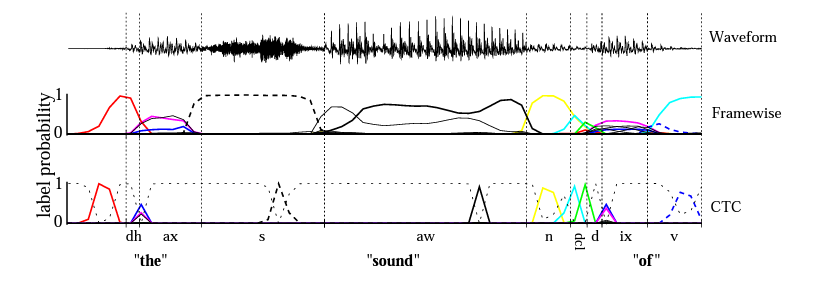 Waveform
label probability
1
Framewise
0
1
CTC
0
dh ax s aw n dcl d ix v
"the" "sound" "of"